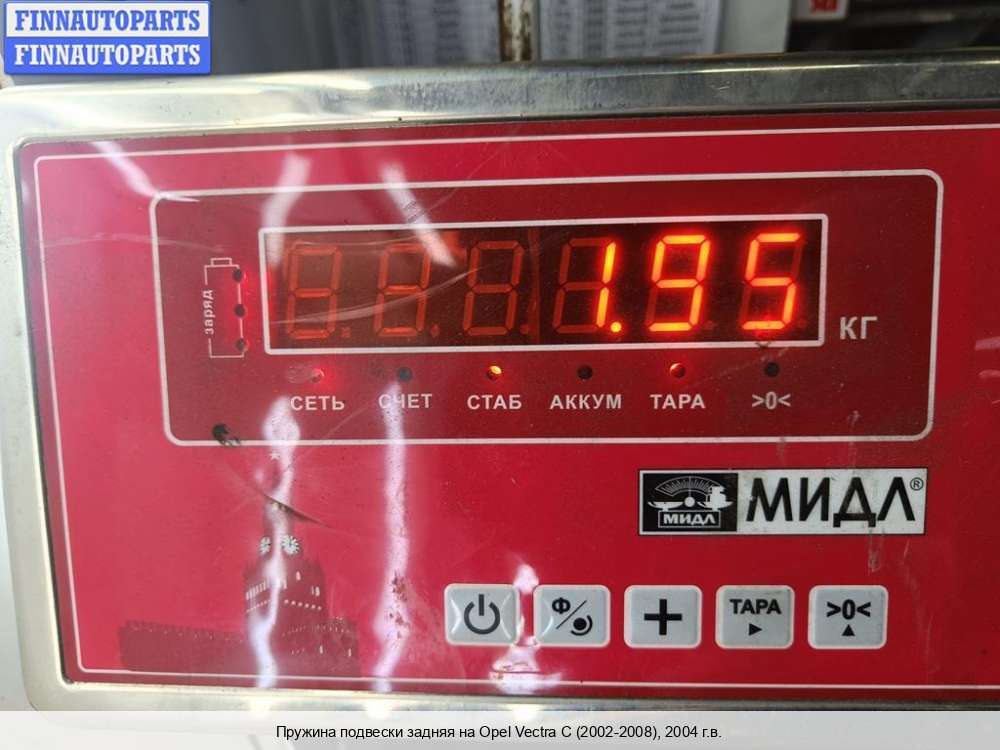 FINNAUTOPARTS
FINNAUTOPARTS
заряд
1.95
КГ
СЕТЬ СЧЕТ СТАБ АККУМ ТАРА >0<
МИДЛ МИДЛ®
Ф ТАРА >0<
Пружина подвески задняя на Opel Vectra C (2002-2008), 2004 г.в.